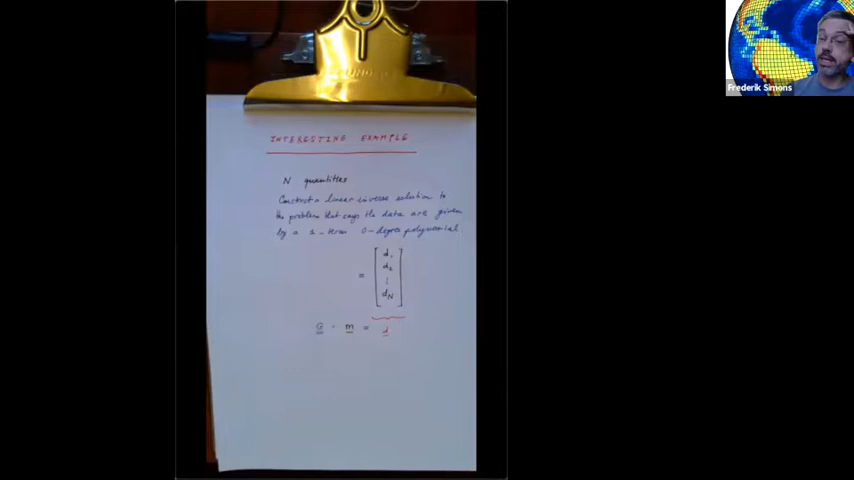 Frederik Simons
INTERESTING EXAMPLE
N quantities
Construct a linear inverse solution to
the problem that says the data are given
by a 1-term 0-degree polynomial
= [ d₁
d₂
⋮
dN ]
G · m = d